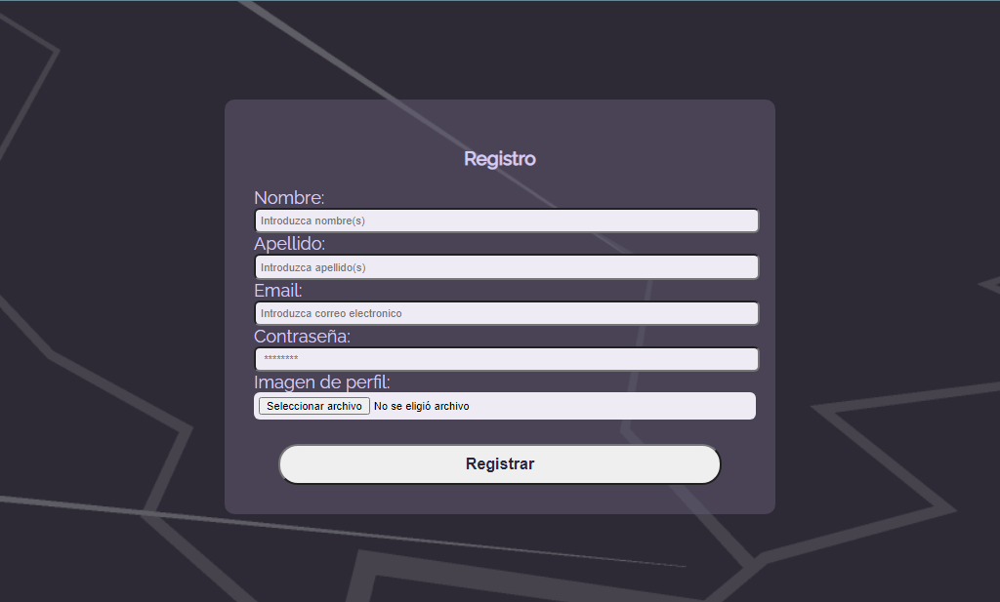 Registro
Nombre:
Introduzca nombre(s)
Apellido:
Introduzca apellido(s)
Email:
Introduzca correo electronico
Contraseña:
********
Imagen de perfil:
Seleccionar archivo No se eligió archivo
Registrar